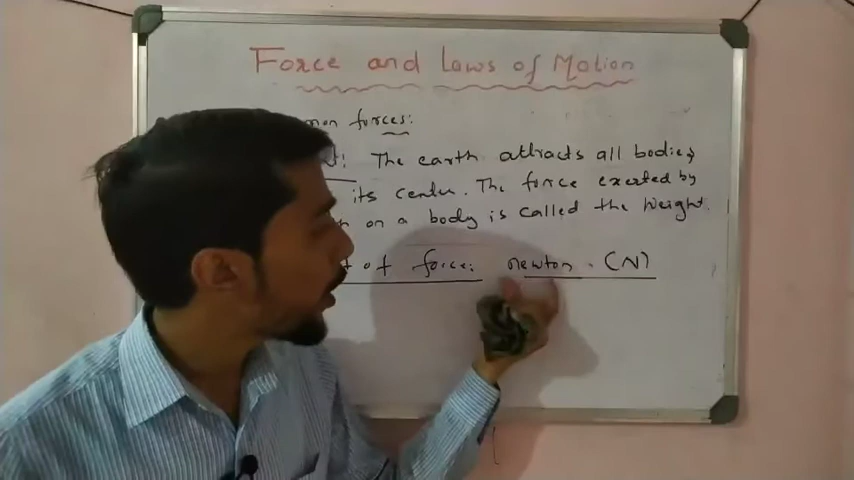 Force and Laws of Motion
forces:
The earth attracts all bodies
its center. The force exerted by
on a body is called the Weight.
of force: newton. (N)